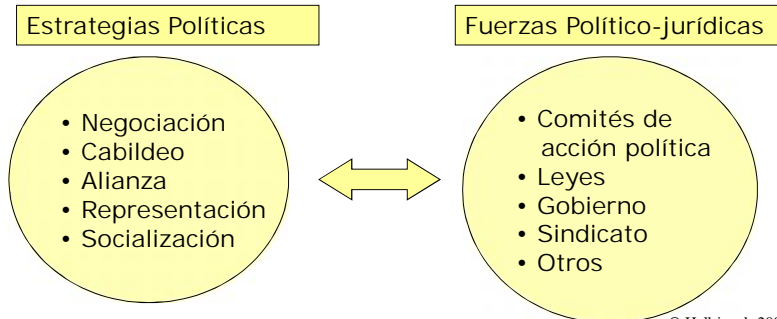 Estrategias Políticas
Fuerzas Político-jurídicas
• Negociación
• Cabildeo
• Alianza
• Representación
• Socialización
• Comités de
acción política
• Leyes
• Gobierno
• Sindicato
• Otros